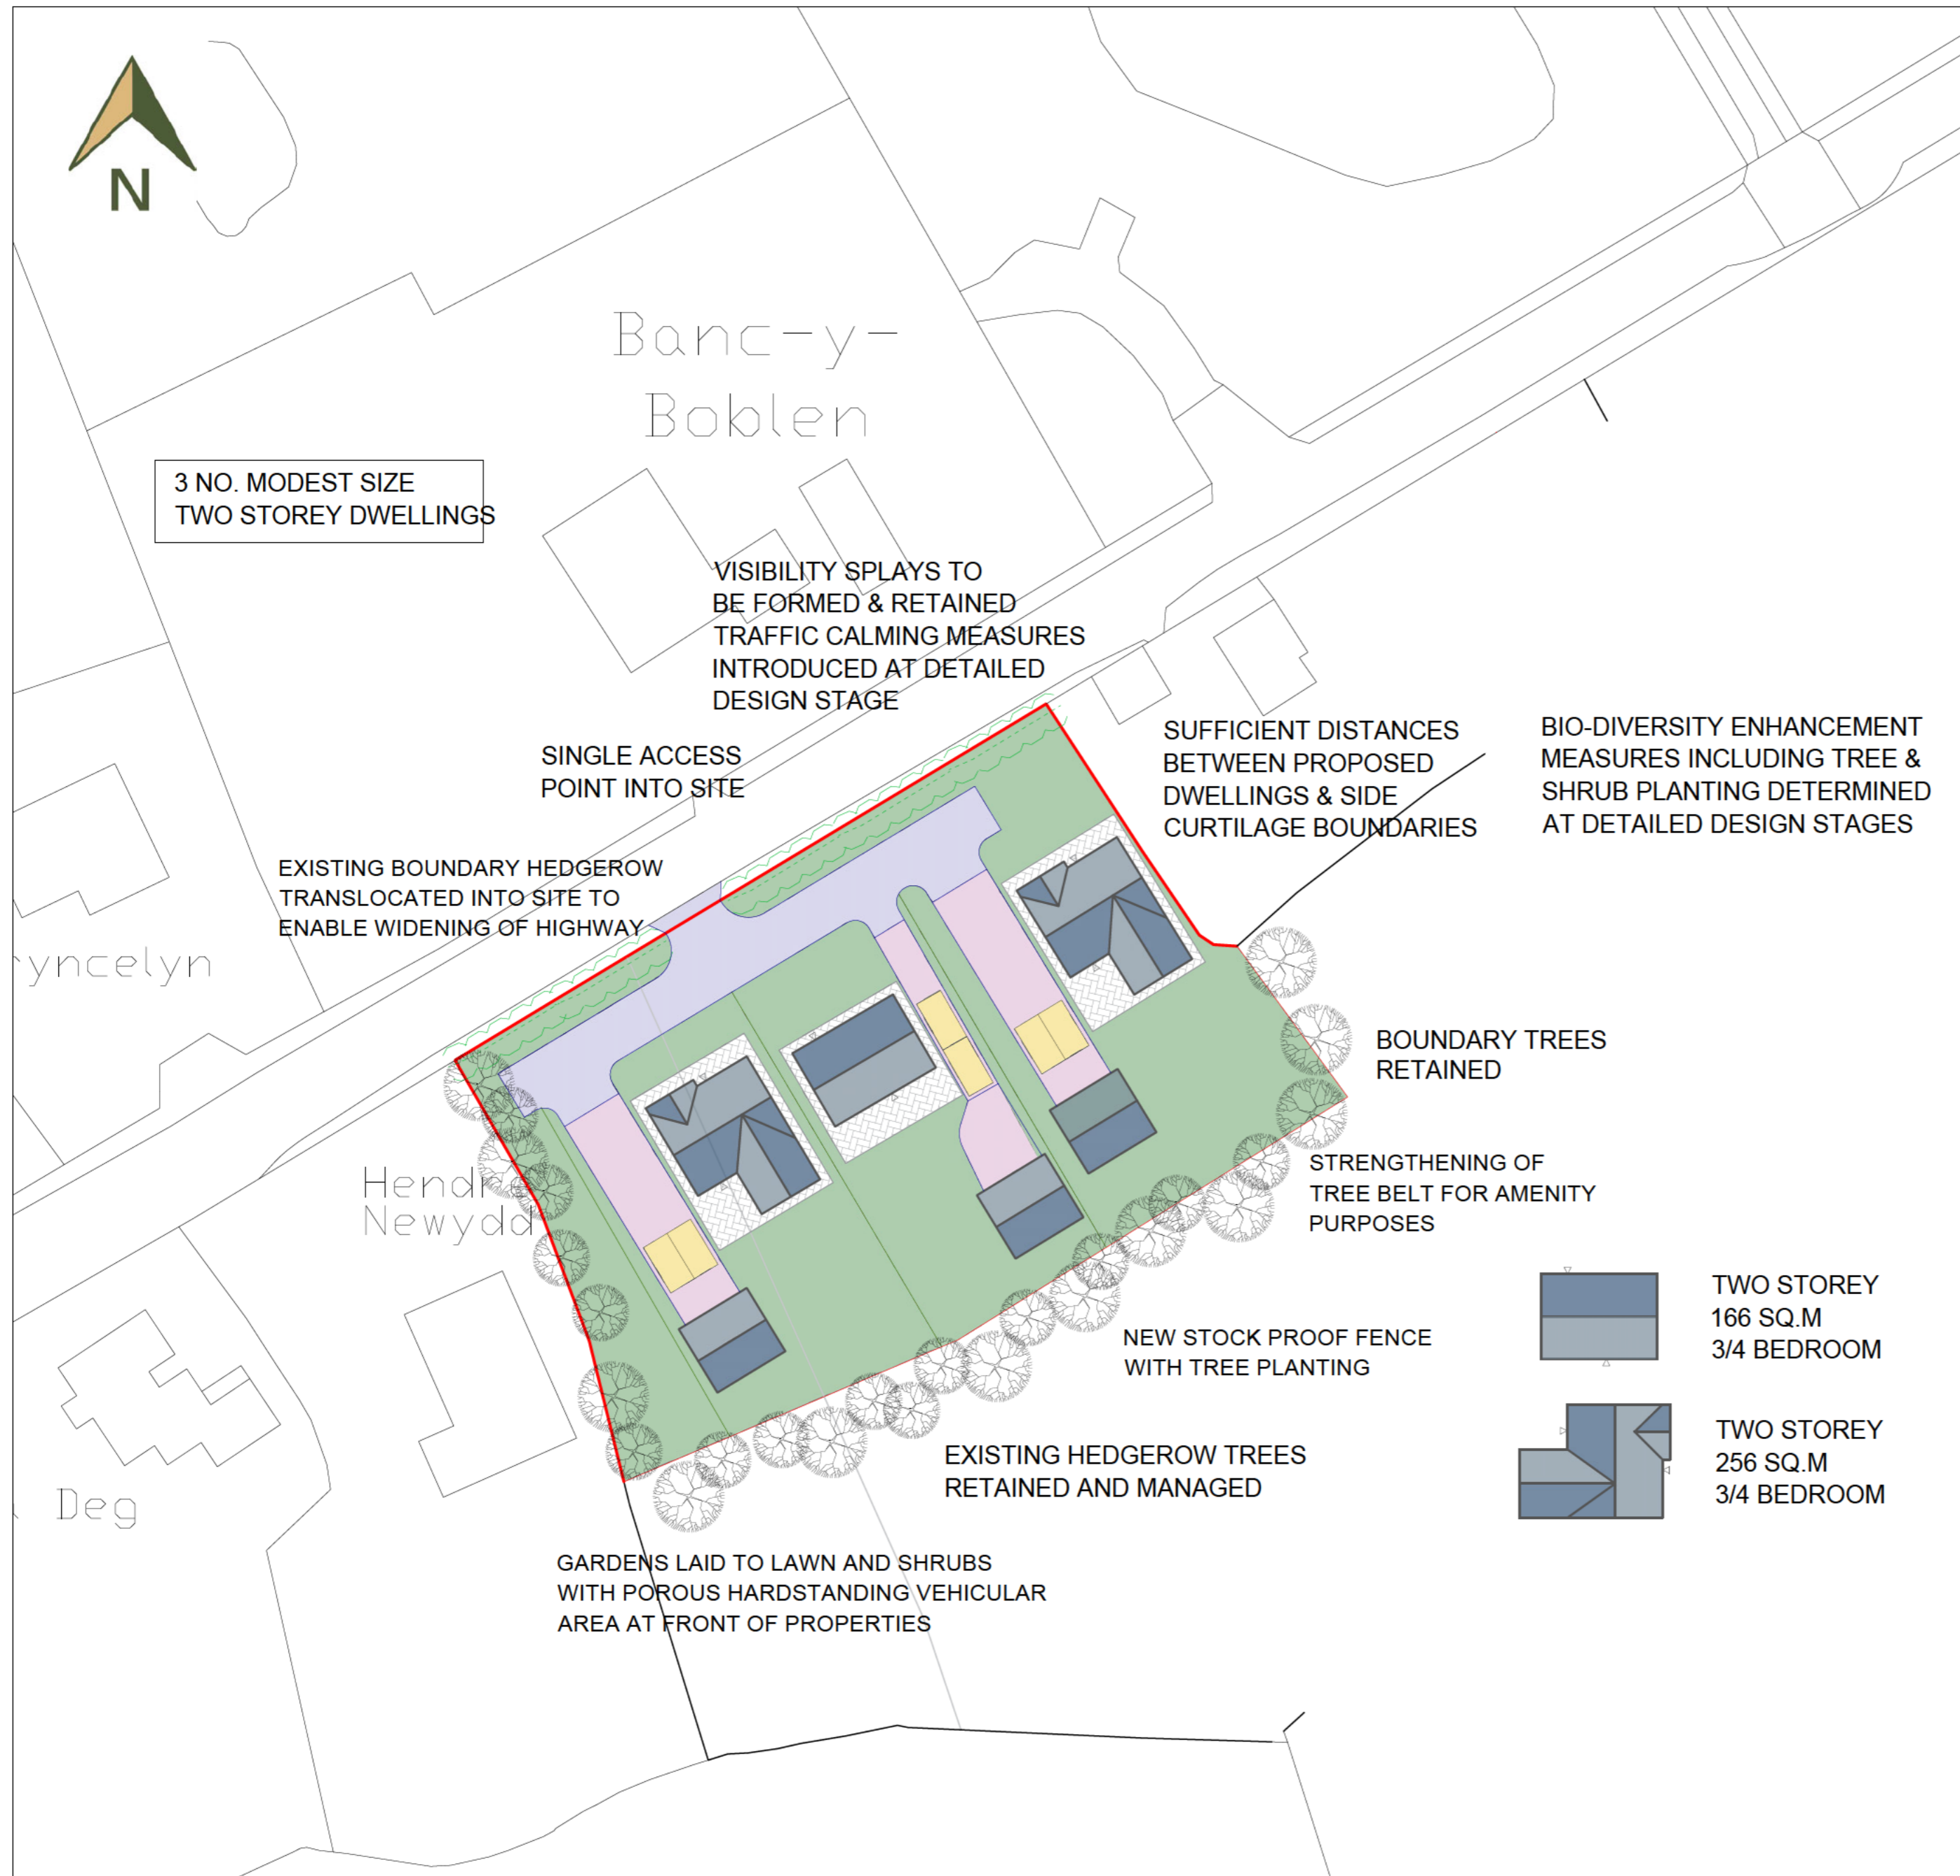 N
Banc-y-
Boblen
3 NO. MODEST SIZE
TWO STOREY DWELLINGS
VISIBILITY SPLAYS TO
BE FORMED & RETAINED
TRAFFIC CALMING MEASURES
INTRODUCED AT DETAILED
DESIGN STAGE
SINGLE ACCESS
POINT INTO SITE
SUFFICIENT DISTANCES
BETWEEN PROPOSED
DWELLINGS & SIDE
CURTILAGE BOUNDARIES
BIO-DIVERSITY ENHANCEMENT
MEASURES INCLUDING TREE &
SHRUB PLANTING DETERMINED
AT DETAILED DESIGN STAGES
EXISTING BOUNDARY HEDGEROW
TRANSLOCATED INTO SITE TO
ENABLE WIDENING OF HIGHWAY
yncelyn
BOUNDARY TREES
RETAINED
Hendre
Newydd
STRENGTHENING OF
TREE BELT FOR AMENITY
PURPOSES
TWO STOREY
166 SQ.M
3/4 BEDROOM
NEW STOCK PROOF FENCE
WITH TREE PLANTING
TWO STOREY
256 SQ.M
3/4 BEDROOM
EXISTING HEDGEROW TREES
RETAINED AND MANAGED
Deg
GARDENS LAID TO LAWN AND SHRUBS
WITH POROUS HARDSTANDING VEHICULAR
AREA AT FRONT OF PROPERTIES